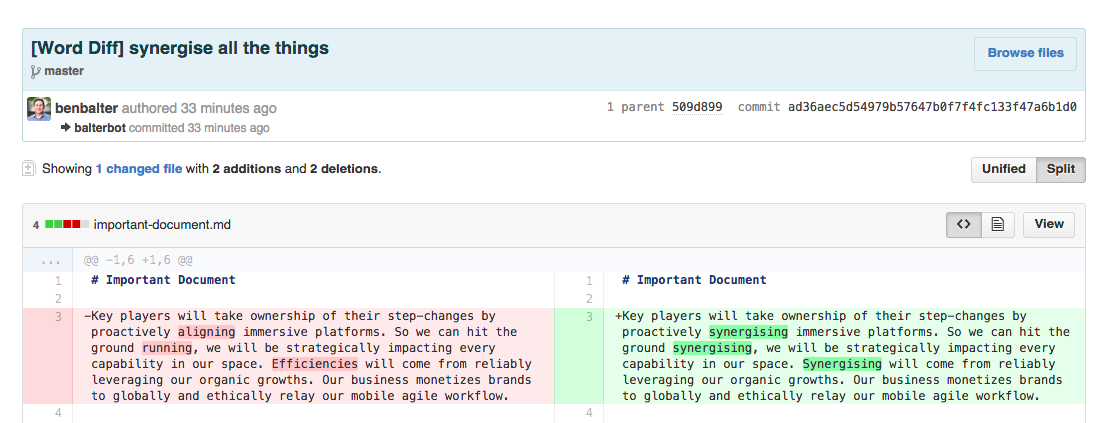 [Word Diff] synergise all the things
Browse files
master
benbalter authored 33 minutes ago
1 parent 509d899 commit ad36aec5d54979b57647b0f7f4fc133f47a6b1d0
balterbot committed 33 minutes ago
Showing 1 changed file with 2 additions and 2 deletions.
Unified Split
4 important-document.md
<> View
... @@ -1,6 +1,6 @@
1 # Important Document
2
3 -Key players will take ownership of their step-changes by
proactively aligning immersive platforms. So we can hit the
ground running, we will be strategically impacting every
capability in our space. Efficiencies will come from reliably
leveraging our organic growths. Our business monetizes brands
to globally and ethically relay our mobile agile workflow.
4
1 # Important Document
2
3 +Key players will take ownership of their step-changes by
proactively synergising immersive platforms. So we can hit the
ground synergising, we will be strategically impacting every
capability in our space. Synergising will come from reliably
leveraging our organic growths. Our business monetizes brands
to globally and ethically relay our mobile agile workflow.
4